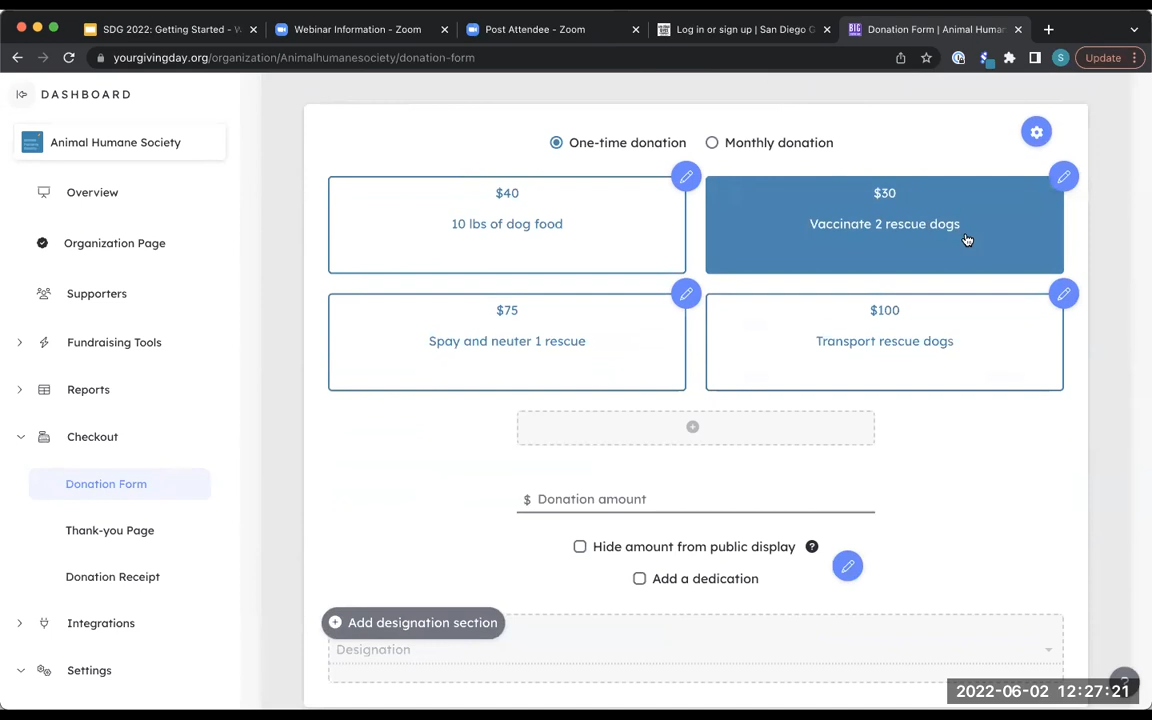 SDG 2022: Getting Started - W
Webinar Information - Zoom
Post Attendee - Zoom
Log in or sign up | San Diego G
BIG
Donation Form | Animal Human
yourgivingday.org/organization/Animalhumanesociety/donation-form
S
Update
DASHBOARD
Animal Humane Society
Overview
Organization Page
Supporters
Fundraising Tools
Reports
Checkout
Donation Form
Thank-you Page
Donation Receipt
Integrations
Settings
One-time donation
Monthly donation
$40
10 lbs of dog food
$30
Vaccinate 2 rescue dogs
$75
Spay and neuter 1 rescue
$100
Transport rescue dogs
$ Donation amount
Hide amount from public display ?
Add a dedication
Add designation section
Designation
?
2022-06-02 12:27:21